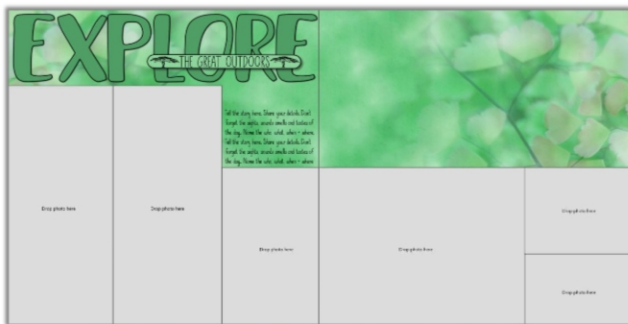 EXPLORE
THE GREAT OUTDOORS
Tell the story here. Share your details. Don't
forget the sights, sounds, smells and tastes of
the day. Name the who, what, when + where.
Tell the story here. Share your details. Don't
forget the sights, sounds, smells and tastes of
the day. Name the who, what, when + where.
Drop photo here
Drop photo here
Drop photo here
Drop photo here
Drop photo here
Drop photo here